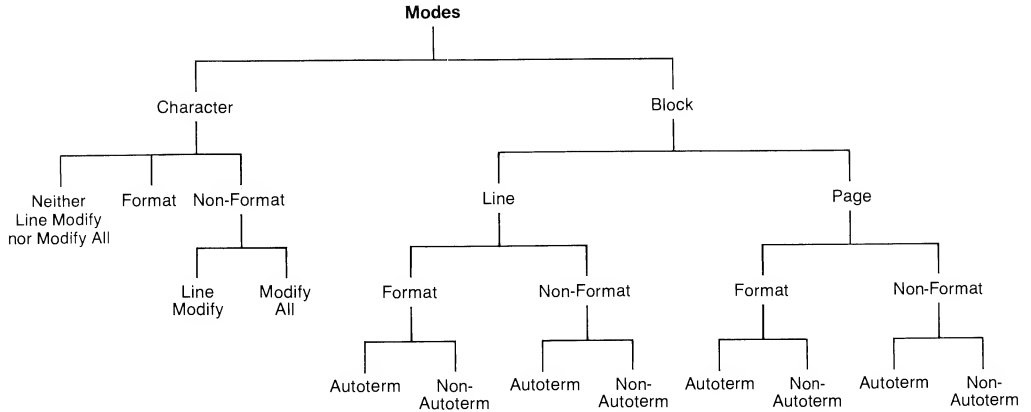 Modes
Character
Block
Neither
Line Modify
nor Modify All
Format
Non-Format
Line
Page
Line
Modify
Modify
All
Format
Non-Format
Format
Non-Format
Autoterm
Non-
Autoterm
Autoterm
Non-
Autoterm
Autoterm
Non-
Autoterm
Autoterm
Non-
Autoterm